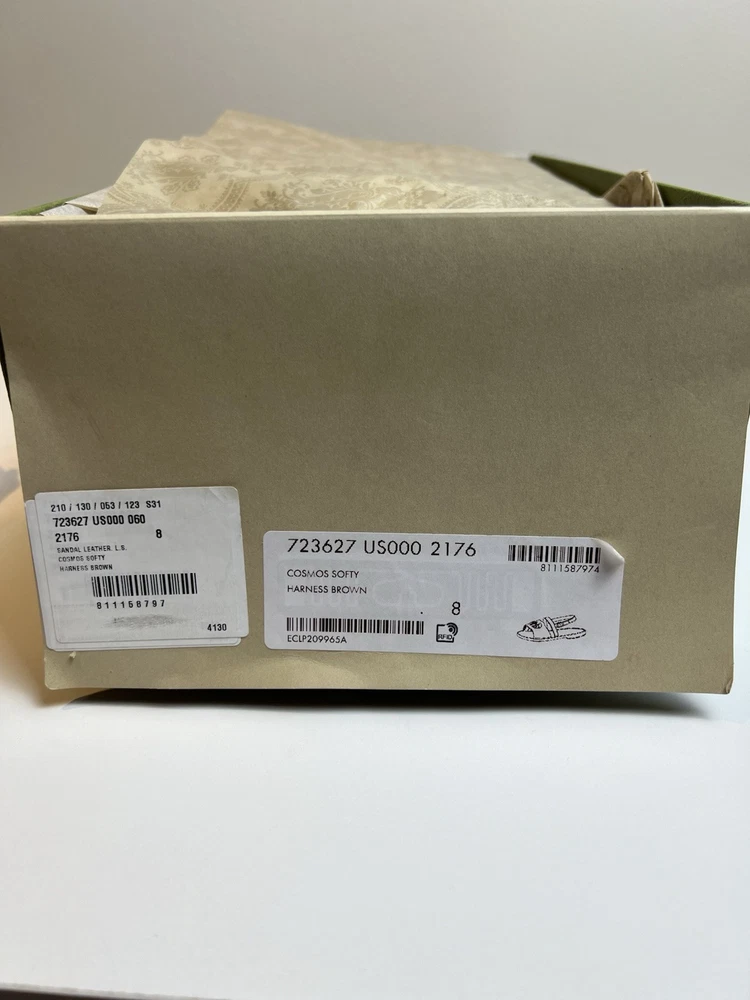 210 / 130 / 053 / 123 S31
723627 US000 060
2176 8
SANDAL LEATHER. L.S.
COSMOS SOFTY
HARNESS BROWN
811158797
4130
723627 US000 2176
8111587974
COSMOS SOFTY
HARNESS BROWN
8
ECLP209965A
RFID